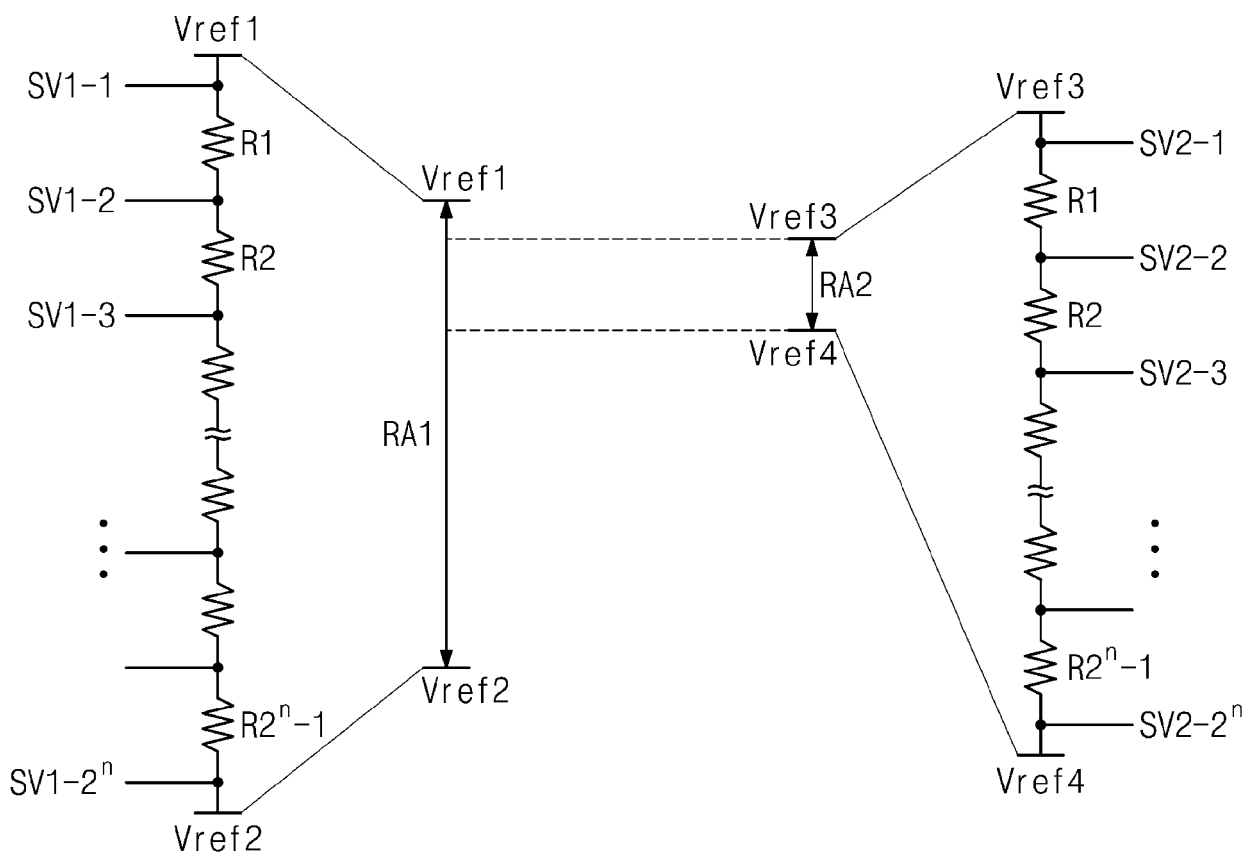 Vref1
SV1-1
R1
SV1-2
R2
SV1-3
R2ⁿ-1
SV1-2ⁿ
Vref2
Vref1
RA1
Vref2
Vref3
RA2
Vref4
Vref3
SV2-1
R1
SV2-2
R2
SV2-3
R2ⁿ-1
SV2-2ⁿ
Vref4